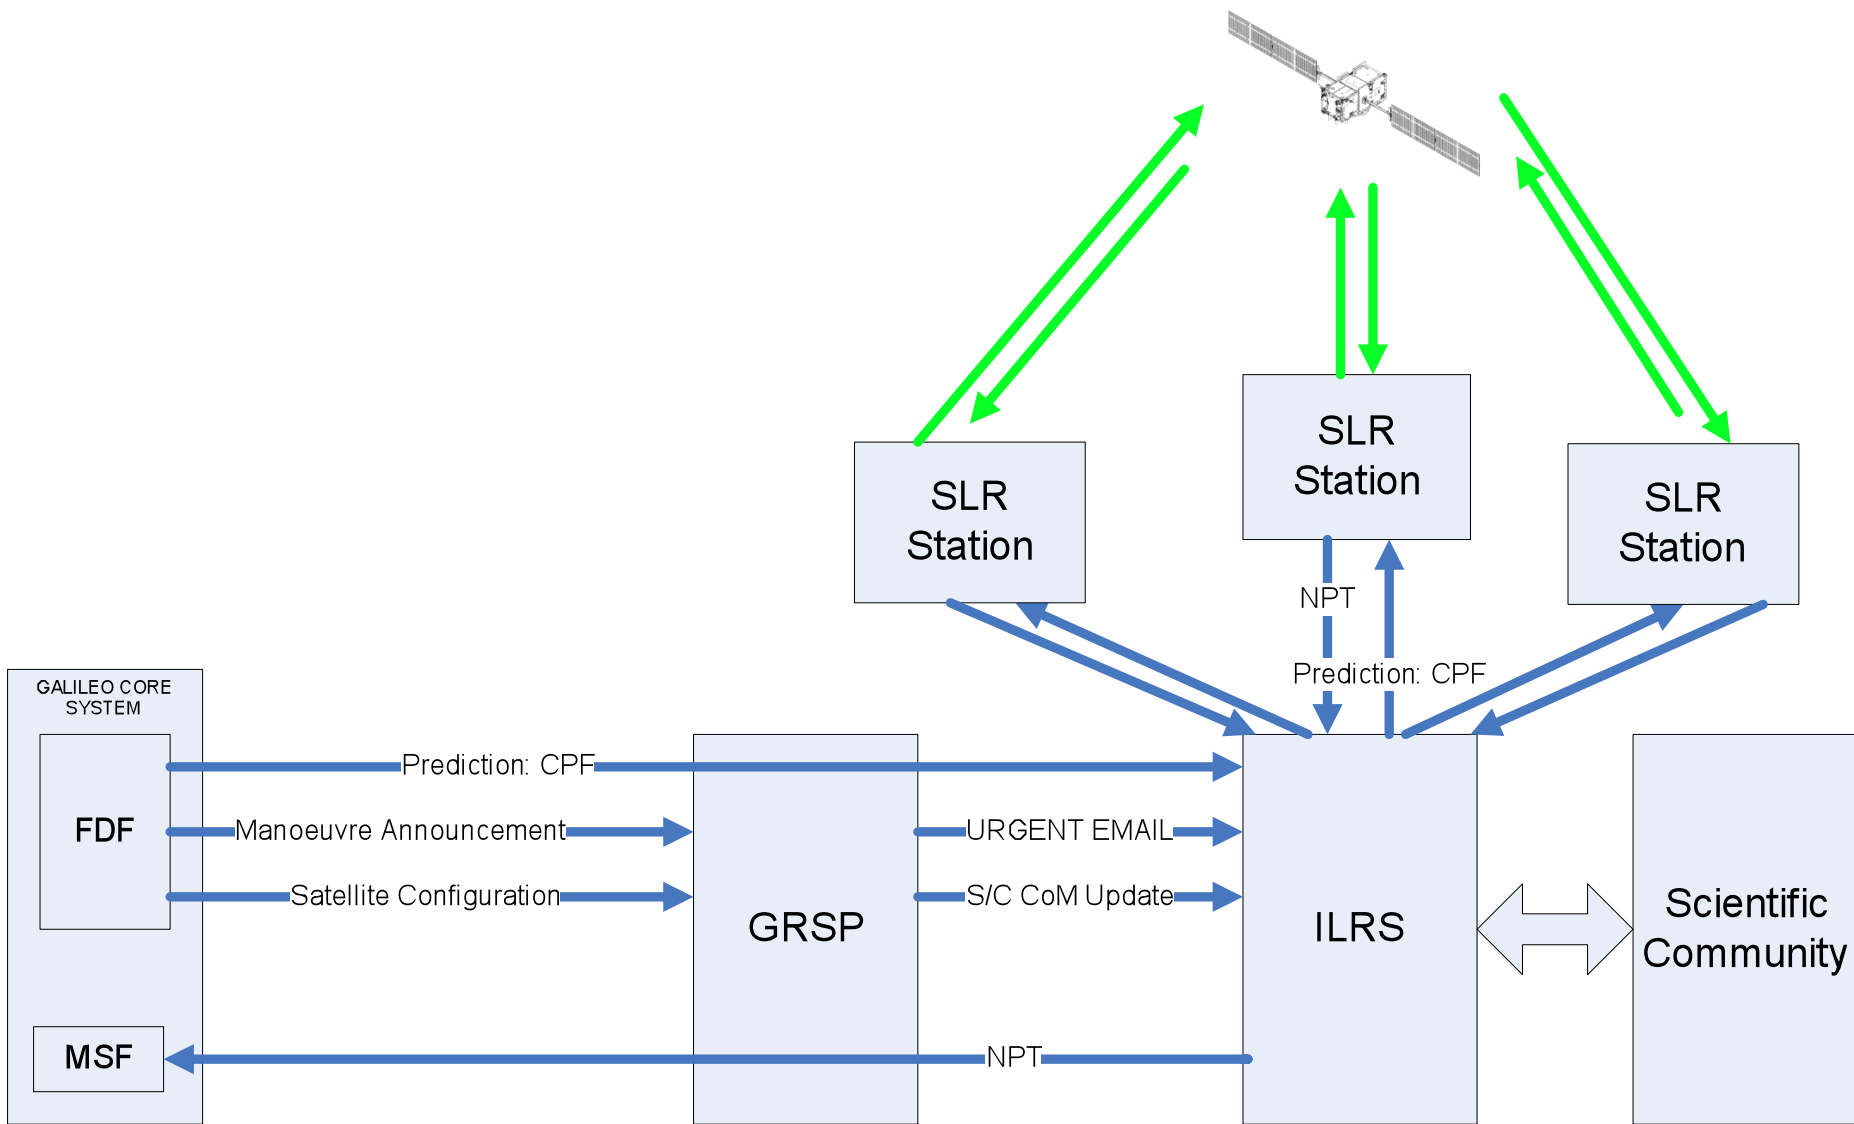 SLR
Station
SLR
Station
SLR
Station
NPT
Prediction: CPF
GALILEO CORE
SYSTEM
FDF
MSF
Prediction: CPF
Manoeuvre Announcement
Satellite Configuration
GRSP
URGENT EMAIL
S/C CoM Update
NPT
ILRS
Scientific
Community